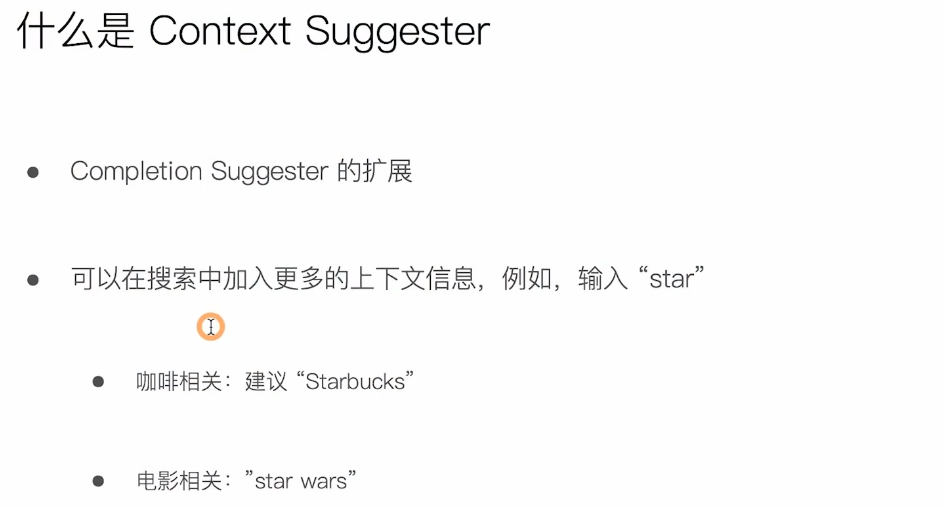 什么是 Context Suggester
● Completion Suggester 的扩展
● 可以在搜索中加入更多的上下文信息，例如，输入 “star”
● 咖啡相关：建议 “Starbucks”
● 电影相关：”star wars”